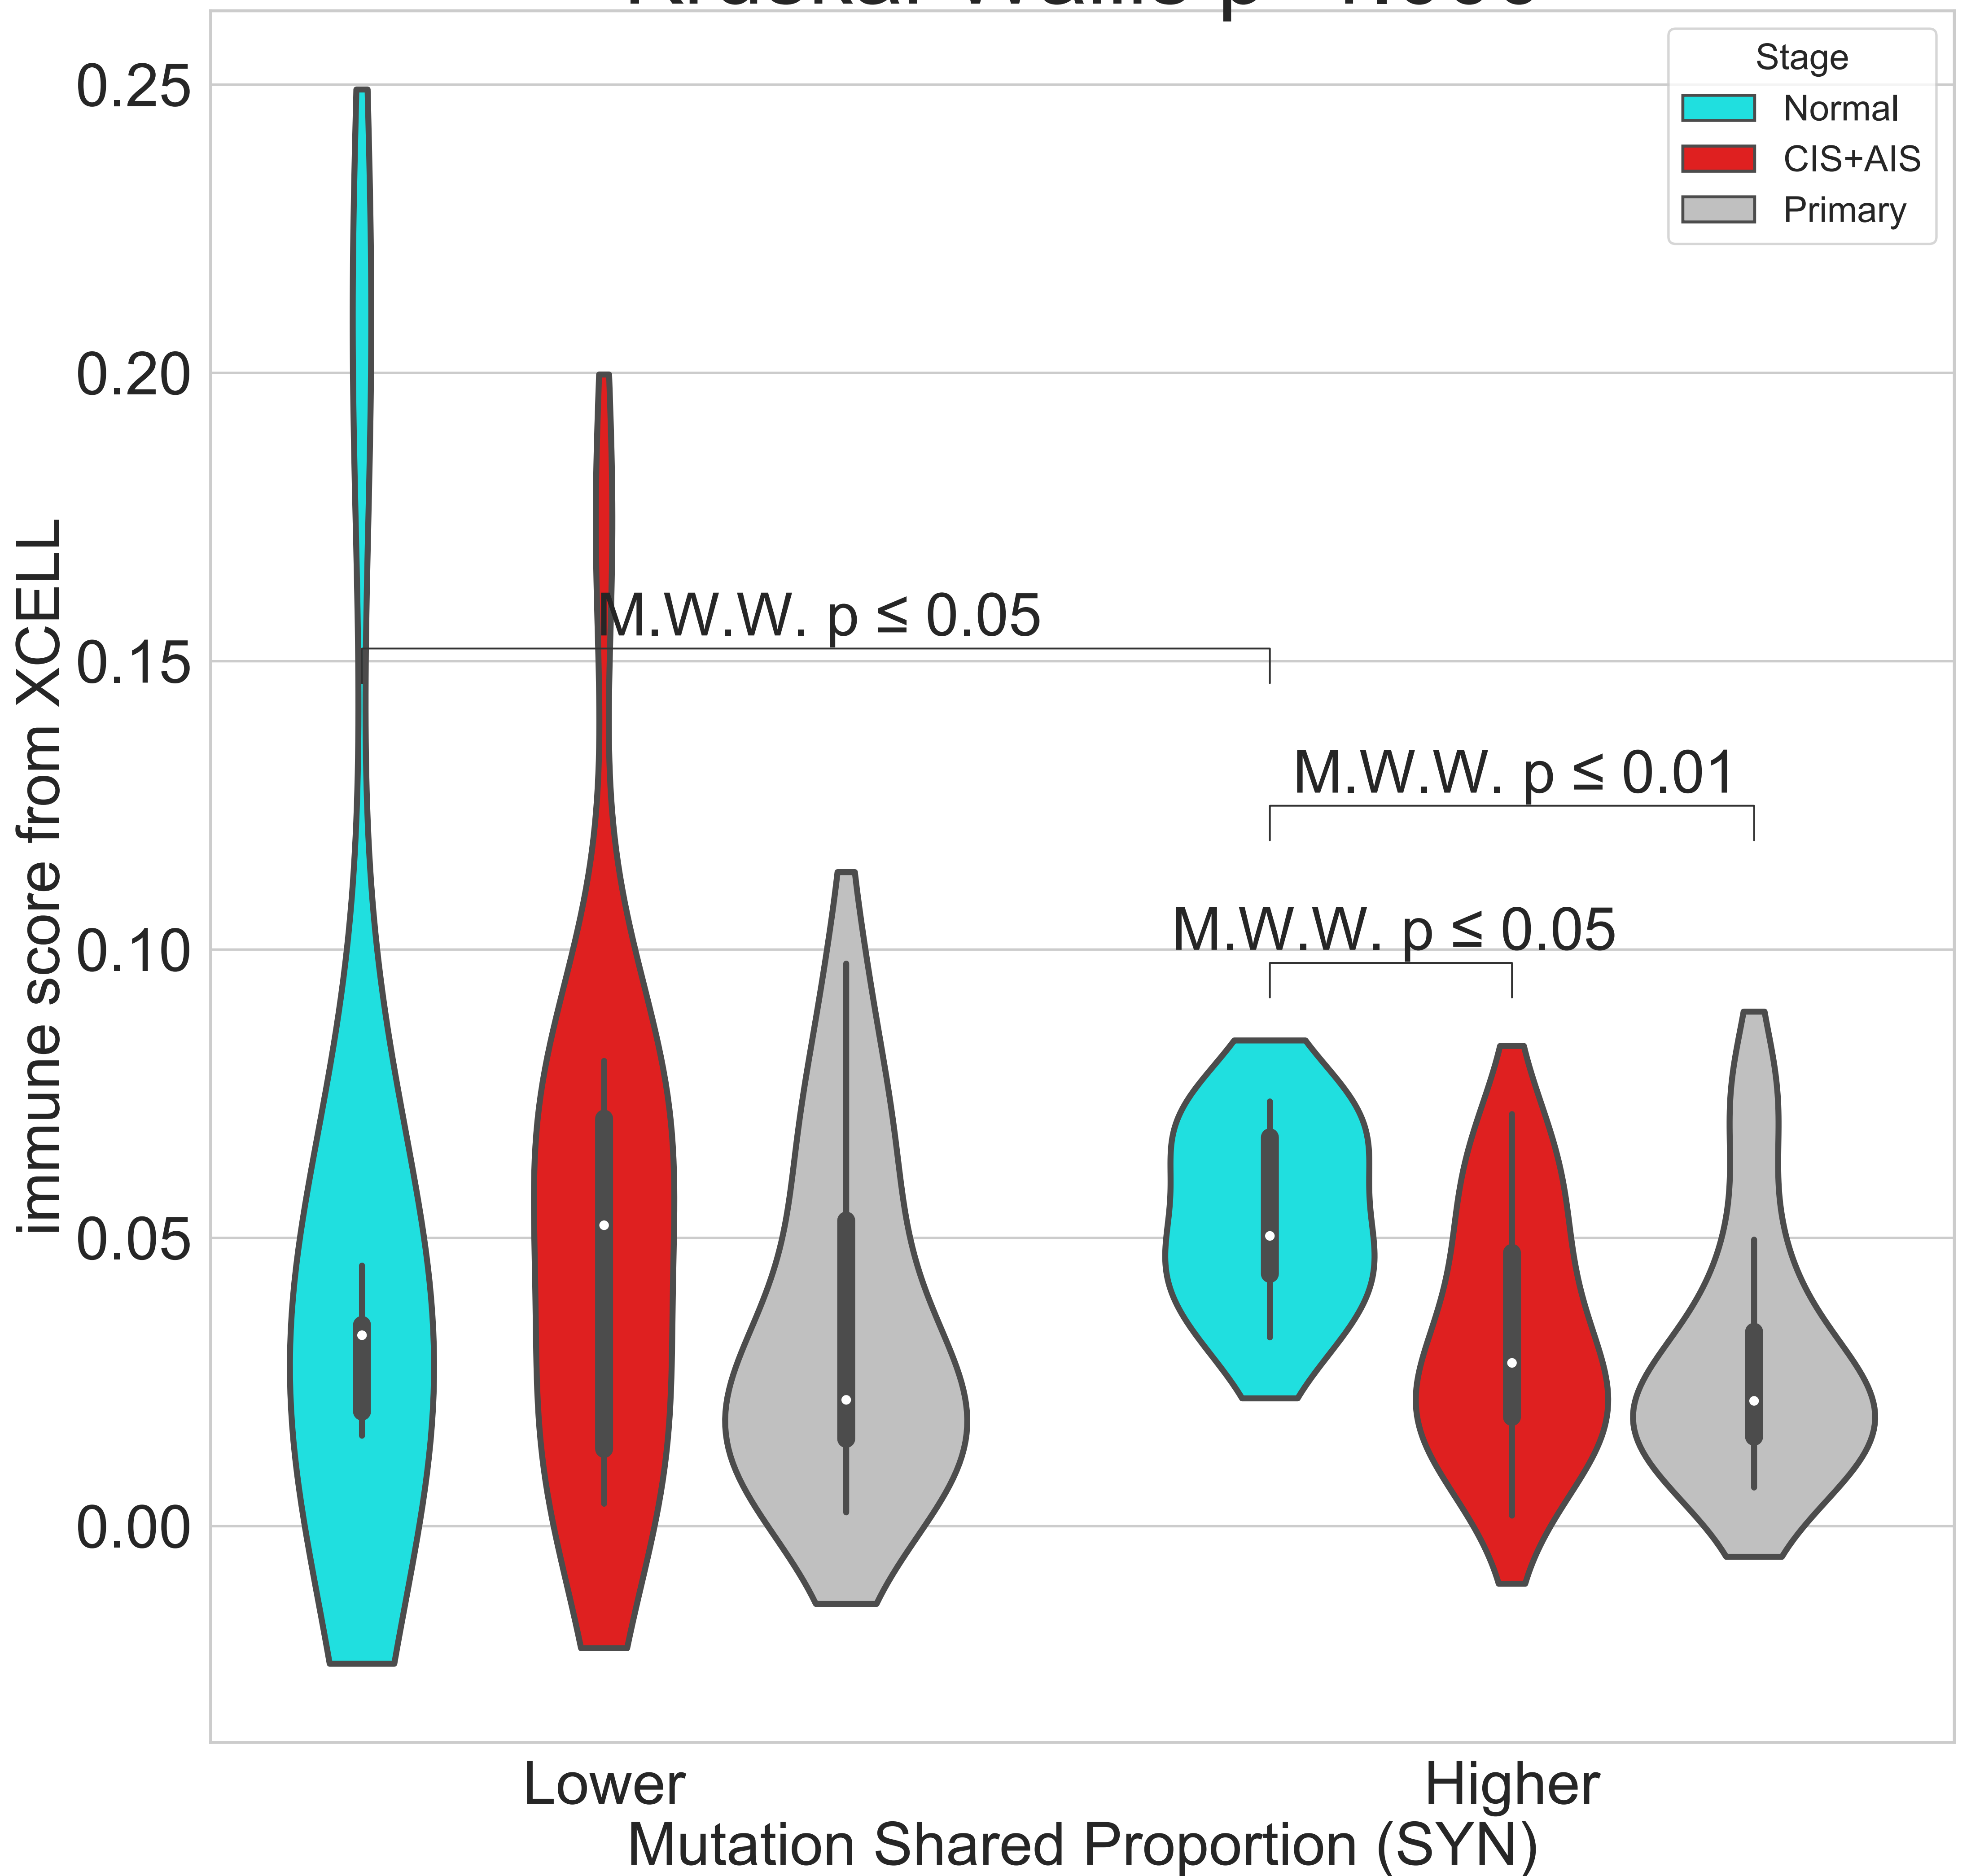 Stage
Normal
CIS+AIS
Primary
0.25
0.20
0.15
0.10
0.05
0.00
immune score from XCELL
M.W.W. p ≤ 0.05
M.W.W. p ≤ 0.01
M.W.W. p ≤ 0.05
Lower
Higher
Mutation Shared Proportion (SYN)